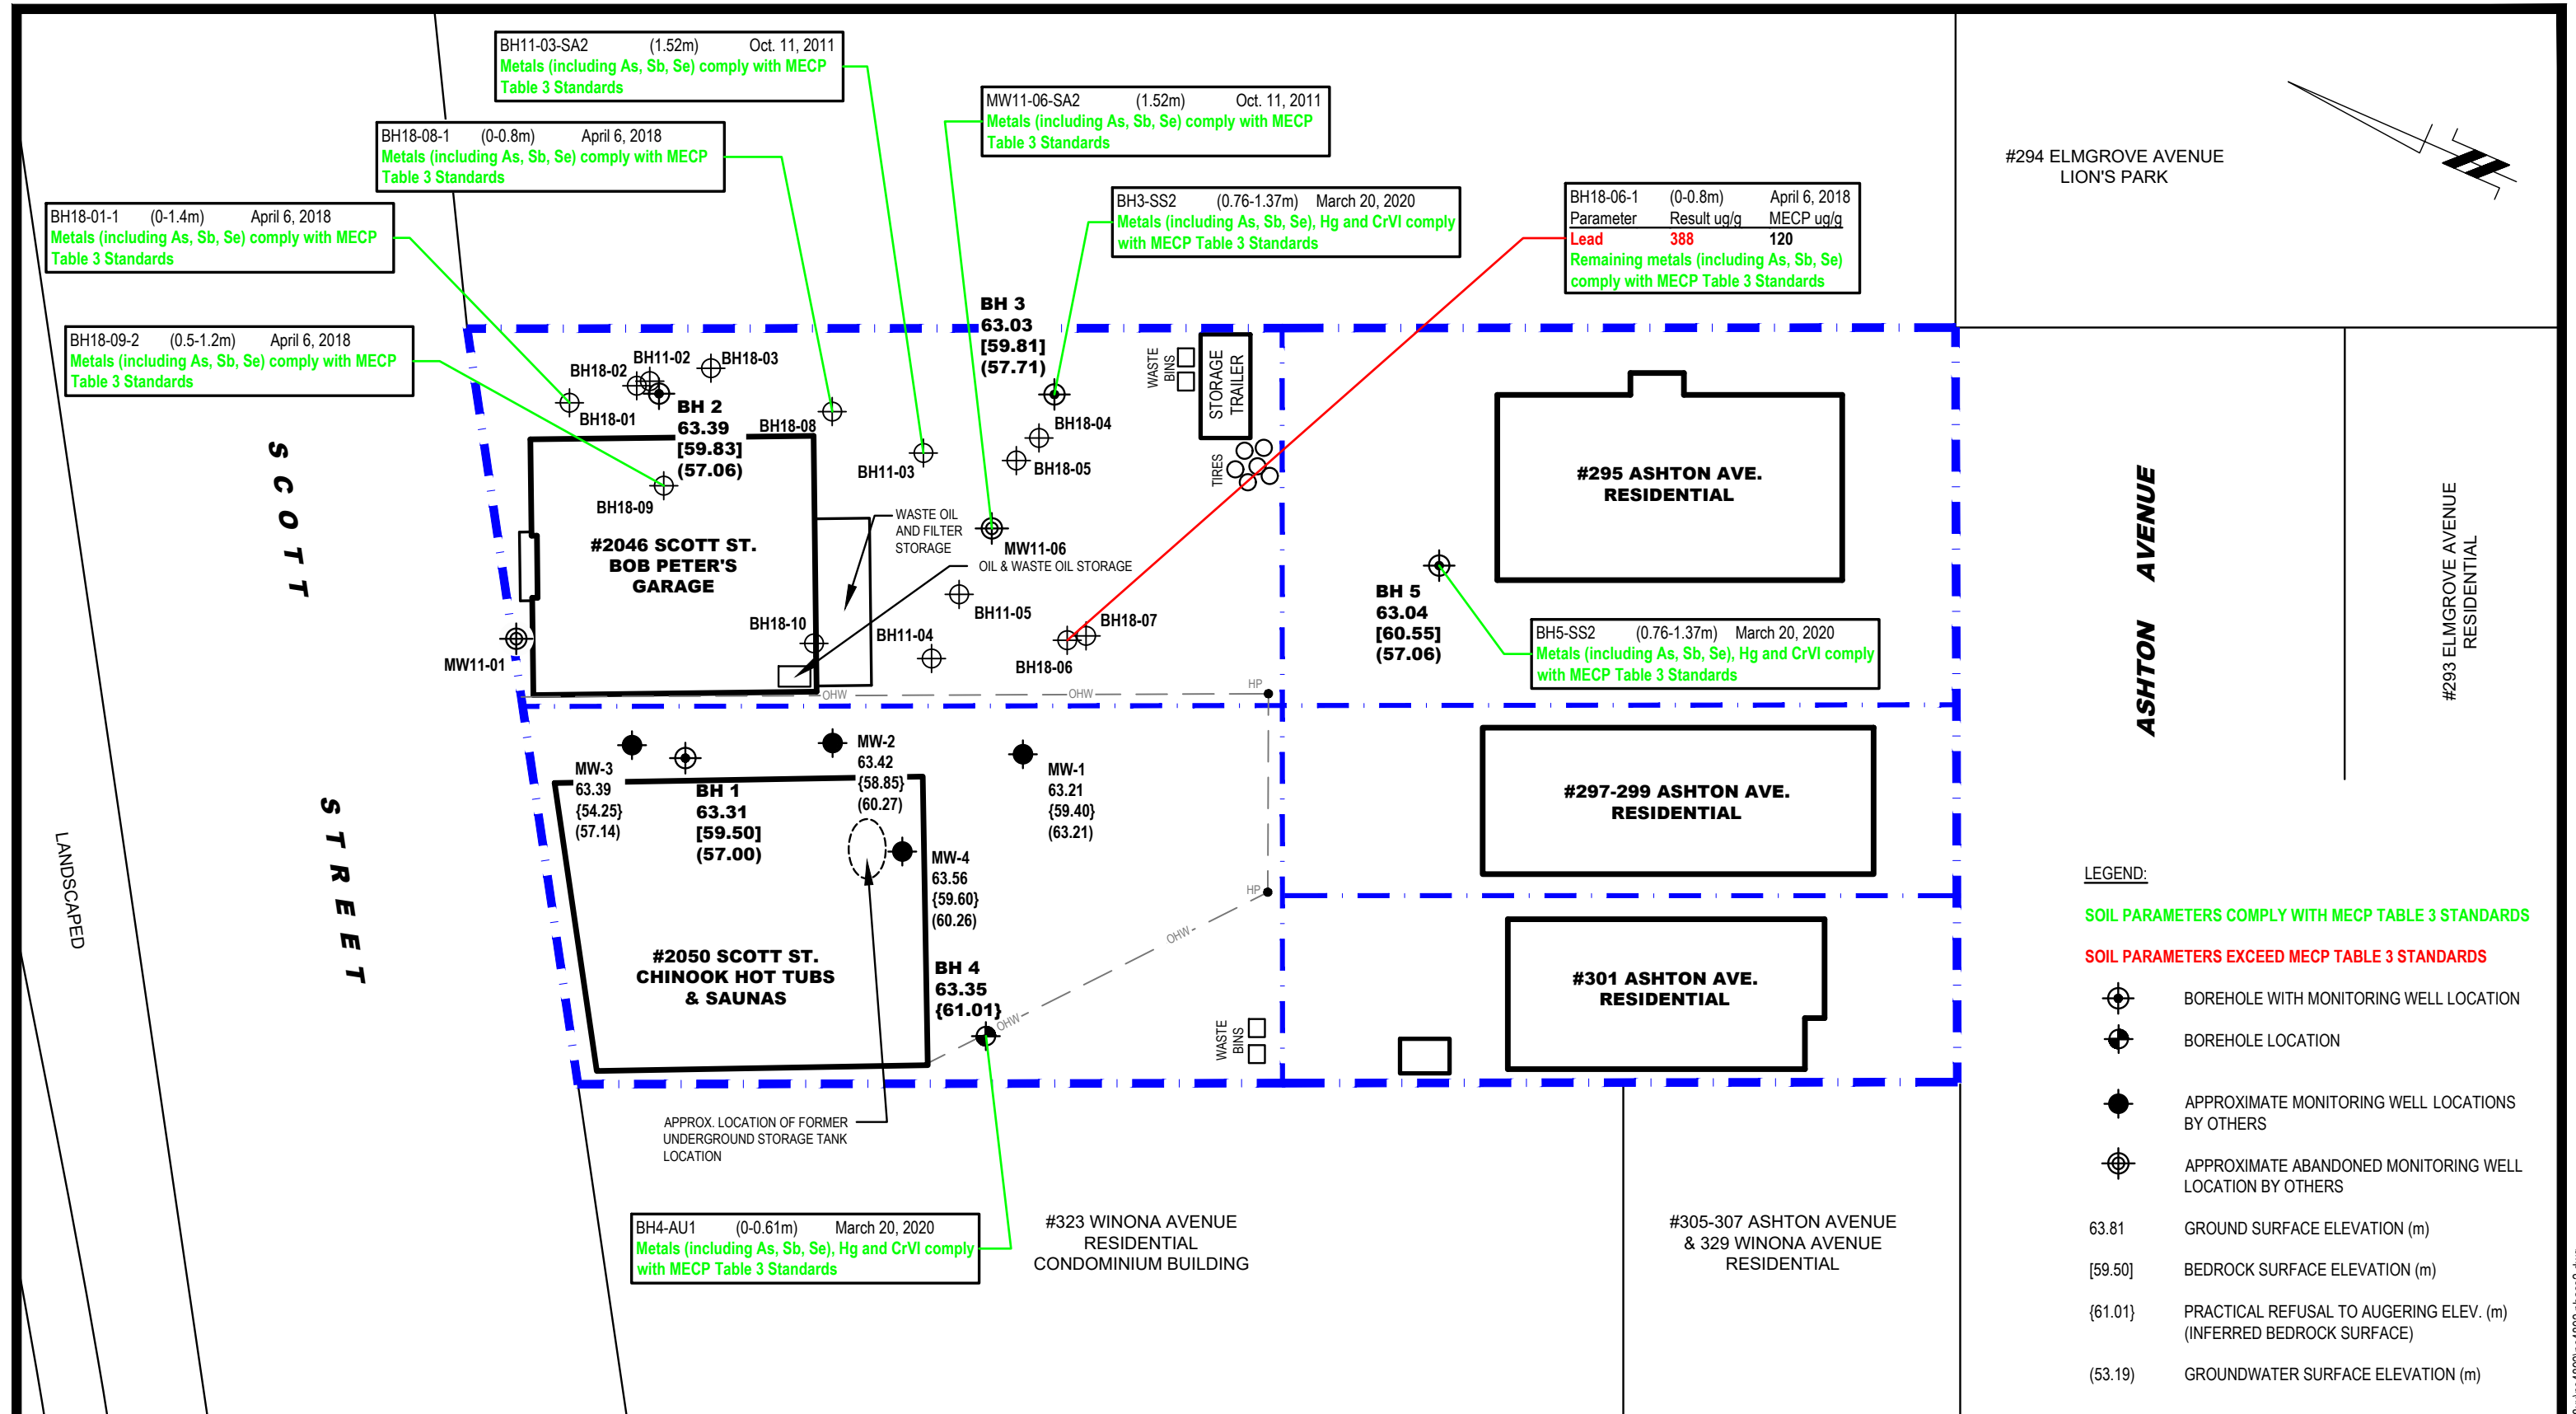 BH11-03-SA2 (1.52m) Oct. 11, 2011
Metals (including As, Sb, Se) comply with MECP
Table 3 Standards
MW11-06-SA2 (1.52m) Oct. 11, 2011
Metals (including As, Sb, Se) comply with MECP
Table 3 Standards
BH18-08-1 (0-0.8m) April 6, 2018
Metals (including As, Sb, Se) comply with MECP
Table 3 Standards
#294 ELMGROVE AVENUE
LION'S PARK
BH18-01-1 (0-1.4m) April 6, 2018
Metals (including As, Sb, Se) comply with MECP
Table 3 Standards
BH3-SS2 (0.76-1.37m) March 20, 2020
Metals (including As, Sb, Se), Hg and CrVI comply
with MECP Table 3 Standards
BH18-06-1 (0-0.8m) April 6, 2018
Parameter Result ug/g MECP ug/g
Lead 388 120
Remaining metals (including As, Sb, Se)
comply with MECP Table 3 Standards
BH18-09-2 (0.5-1.2m) April 6, 2018
Metals (including As, Sb, Se) comply with MECP
Table 3 Standards
BH 3
63.03
[59.81]
(57.71)
WASTE
BINS
STORAGE
TRAILER
TIRES
BH18-02
BH11-02
BH18-03
BH18-01
BH 2
63.39
[59.83]
(57.06)
BH18-08
BH18-04
BH18-05
BH11-03
BH18-09
#2046 SCOTT ST.
BOB PETER'S
GARAGE
WASTE OIL
AND FILTER
STORAGE
MW11-06
OIL & WASTE OIL STORAGE
BH11-05
BH18-10
BH11-04
BH18-07
BH18-06
MW11-01
OHW
OHW
HP
#295 ASHTON AVE.
RESIDENTIAL
BH 5
63.04
[60.55]
(57.06)
BH5-SS2 (0.76-1.37m) March 20, 2020
Metals (including As, Sb, Se), Hg and CrVI comply
with MECP Table 3 Standards
ASHTON AVENUE
#293 ELMGROVE AVENUE
RESIDENTIAL
SCOTT STREET
LANDSCAPED
MW-3
63.39
{54.25}
(57.14)
BH 1
63.31
[59.50]
(57.00)
MW-2
63.42
{58.85}
(60.27)
MW-1
63.21
{59.40}
(63.21)
MW-4
63.56
{59.60}
(60.26)
#297-299 ASHTON AVE.
RESIDENTIAL
HP
OHW
OHW
#2050 SCOTT ST.
CHINOOK HOT TUBS
& SAUNAS
BH 4
63.35
{61.01}
WASTE
BINS
#301 ASHTON AVE.
RESIDENTIAL
APPROX. LOCATION OF FORMER
UNDERGROUND STORAGE TANK
LOCATION
BH4-AU1 (0-0.61m) March 20, 2020
Metals (including As, Sb, Se), Hg and CrVI comply
with MECP Table 3 Standards
#323 WINONA AVENUE
RESIDENTIAL
CONDOMINIUM BUILDING
#305-307 ASHTON AVENUE
& 329 WINONA AVENUE
RESIDENTIAL
LEGEND:
SOIL PARAMETERS COMPLY WITH MECP TABLE 3 STANDARDS
SOIL PARAMETERS EXCEED MECP TABLE 3 STANDARDS
BOREHOLE WITH MONITORING WELL LOCATION
BOREHOLE LOCATION
APPROXIMATE MONITORING WELL LOCATIONS
BY OTHERS
APPROXIMATE ABANDONED MONITORING WELL
LOCATION BY OTHERS
63.81 GROUND SURFACE ELEVATION (m)
[59.50] BEDROCK SURFACE ELEVATION (m)
{61.01} PRACTICAL REFUSAL TO AUGERING ELEV. (m)
(INFERRED BEDROCK SURFACE)
(53.19) GROUNDWATER SURFACE ELEVATION (m)